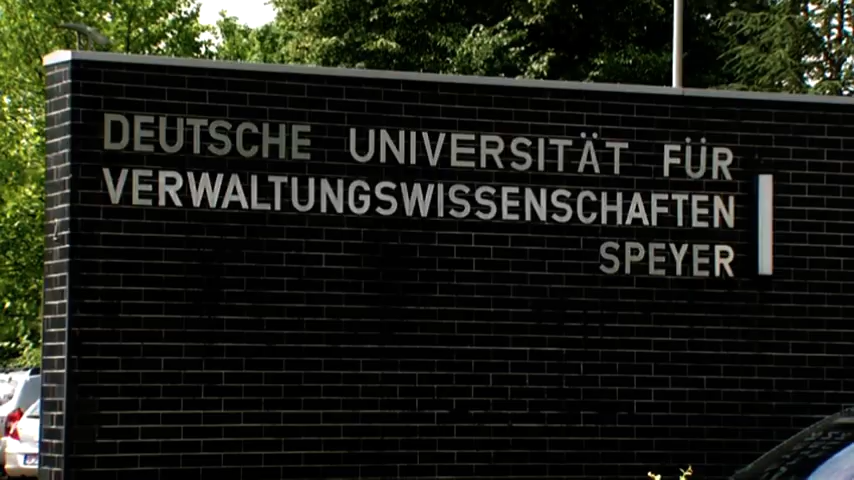 DEUTSCHE UNIVERSITÄT FÜR
VERWALTUNGSWISSENSCHAFTEN
SPEYER